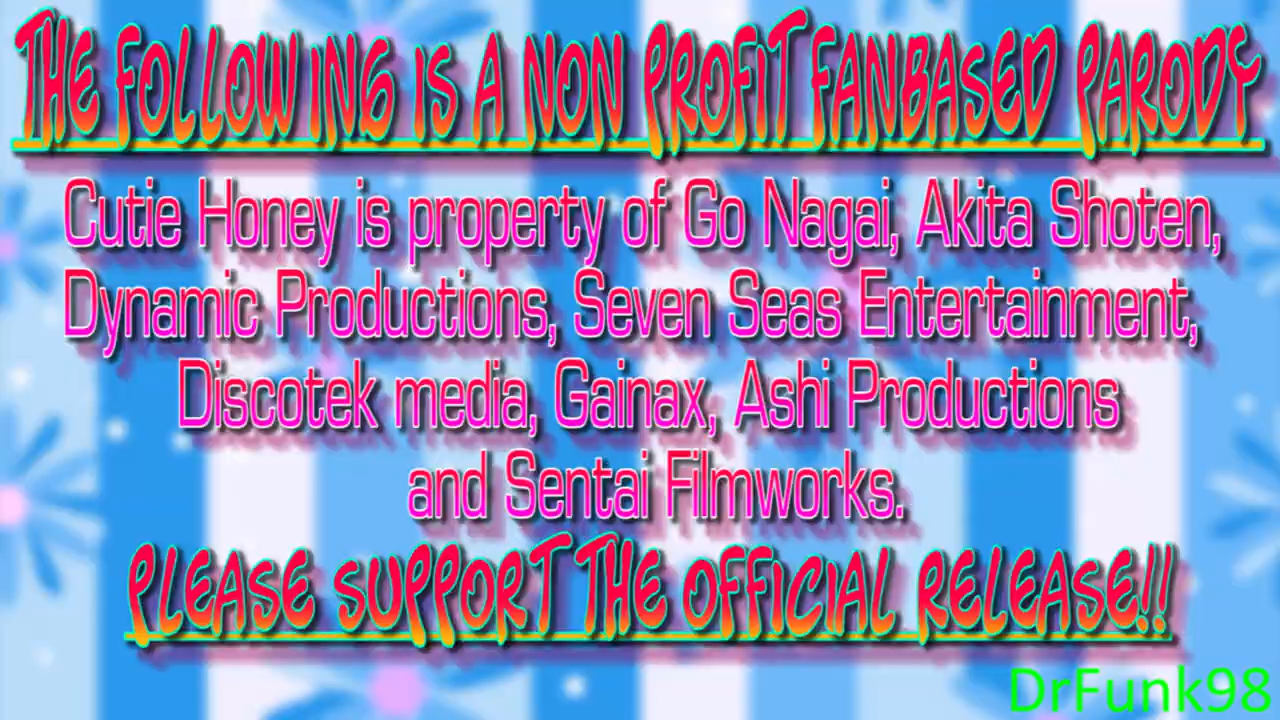 THE FOLLOWING IS A NON PROFIT FANBASED PARODY
Cutie Honey is property of Go Nagai, Akita Shoten,
Dynamic Productions, Seven Seas Entertainment,
Discotek media, Gainax, Ashi Productions
and Sentai Filmworks.
PLEASE SUPPORT THE OFFICIAL RELEASE!!
DrFunk98